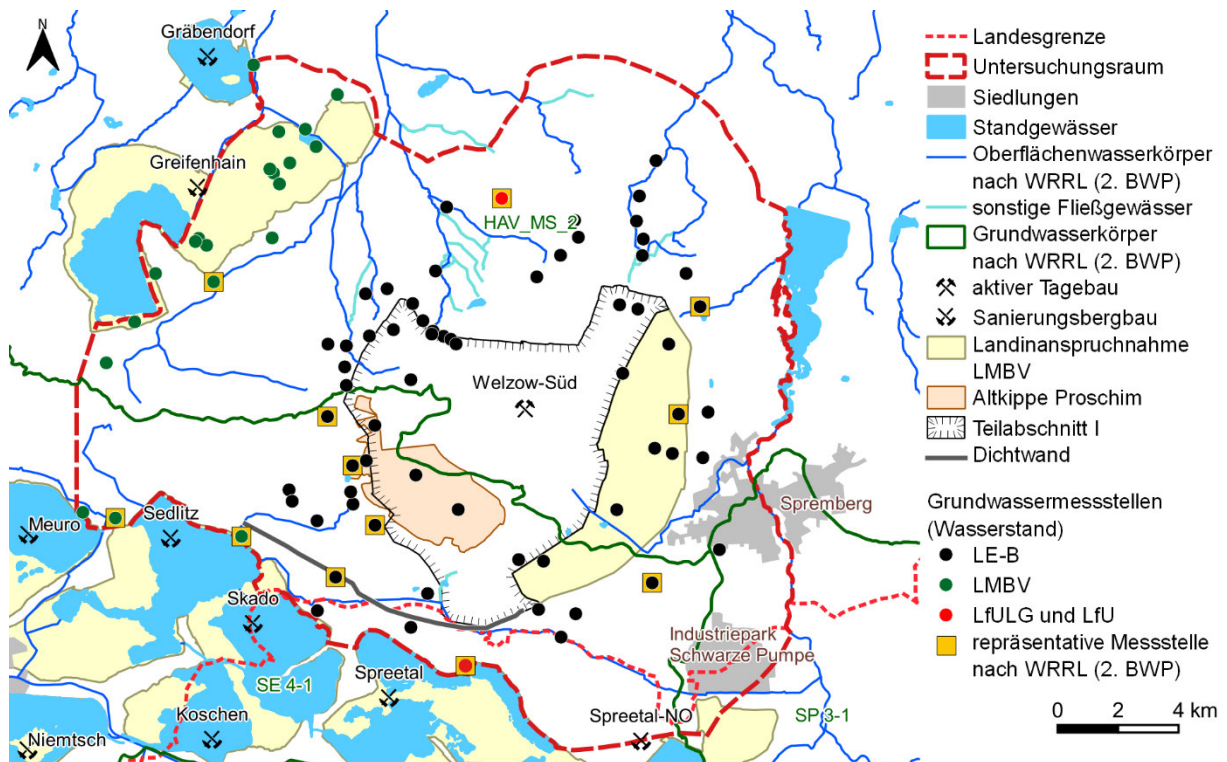 N
Gräbendorf
Greifenhain
HAV_MS_2
Welzow-Süd
Spremberg
Meuro
Sedlitz
Skado
Industriepark
Schwarze Pumpe
SE 4-1
Spreetal
Koschen
Spreetal-NO
SP 3-1
Niemtsch
Landesgrenze
Untersuchungsraum
Siedlungen
Standgewässer
Oberflächenwasserkörper
nach WRRL (2. BWP)
sonstige Fließgewässer
Grundwasserkörper
nach WRRL (2. BWP)
aktiver Tagebau
Sanierungsbergbau
Landinanspruchnahme
LMBV
Altkippe Proschim
Teilabschnitt I
Dichtwand
Grundwassermessstellen
(Wasserstand)
LE-B
LMBV
LfULG und LfU
repräsentative Messstelle
nach WRRL (2. BWP)
0 2 4 km